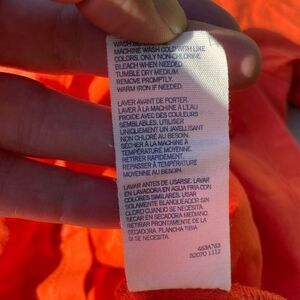 WASH BEFORE
MACHINE WASH COLD WITH LIKE
COLORS. ONLY NON-CHLORINE
BLEACH WHEN NEEDED.
TUMBLE DRY MEDIUM
REMOVE PROMPTLY.
WARM IRON IF NEEDED.
LAVER AVANT DE PORTER.
LAVER À LA MACHINE À L'EAU
FROIDE AVEC DES COULEURS
SEMBLABLES. UTILISER
UNIQUEMENT UN JAVELLISANT
NON CHLORÉ AU BESOIN.
SÉCHER À LA MACHINE À
TEMPÉRATURE MOYENNE.
RETIRER RAPIDEMENT.
REPASSER À TEMPÉRATURE
MOYENNE AU BESOIN.
LAVAR ANTES DE USARSE. LAVAR
EN LAVADORA EN AGUA FRIA CON
COLORES SIMILARES. USAR
SOLAMENTE BLANQUEADOR SIN
CLORO CUANDO SE NECESITA.
SECAR EN SECADORA MEDIANO.
RETIRAR PRONTAMENTE DE LA
SECADORA. PLANCHA TIBIA
SI SE NECESITA.
463A763
82070 1112